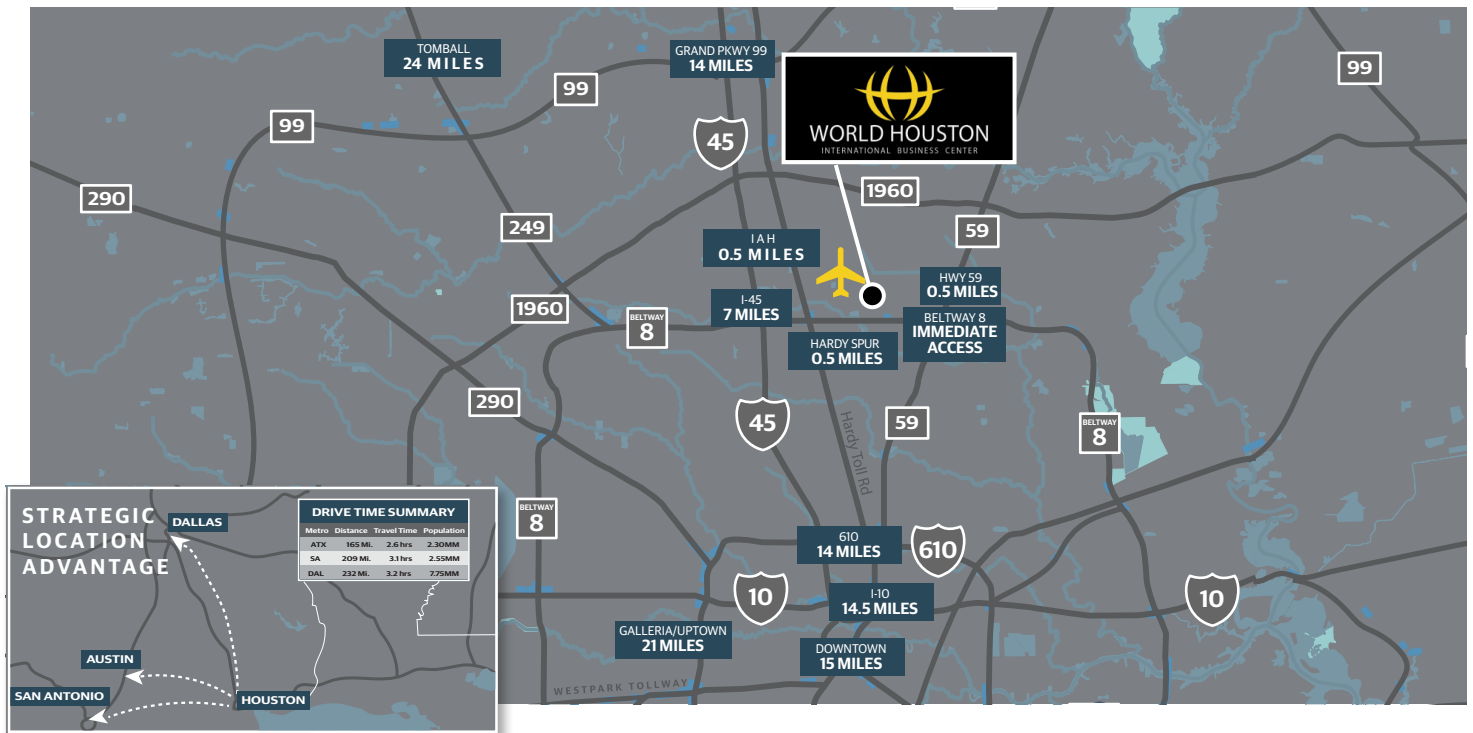 TOMBALL
24 MILES
GRAND PKWY 99
14 MILES
99
99
99
45
WORLD HOUSTON
INTERNATIONAL BUSINESS CENTER
290
1960
249
59
IAH
0.5 MILES
HWY 59
0.5 MILES
I-45
7 MILES
1960
BELTWAY
8
BELTWAY 8
IMMEDIATE
ACCESS
HARDY SPUR
0.5 MILES
290
45
59
BELTWAY
8
Hardy Toll Rd
BELTWAY
8
610
14 MILES
610
10
I-10
14.5 MILES
10
GALLERIA/UPTOWN
21 MILES
DOWNTOWN
15 MILES
WESTPARK TOLLWAY
STRATEGIC
LOCATION
ADVANTAGE
DALLAS
DRIVE TIME SUMMARY
Metro Distance Travel Time Population
ATX 165 Mi. 2.6 hrs 2.30MM
SA 209 Mi. 3.1 hrs 2.55MM
DAL 232 Mi. 3.2 hrs 7.75MM
AUSTIN
SAN ANTONIO
HOUSTON